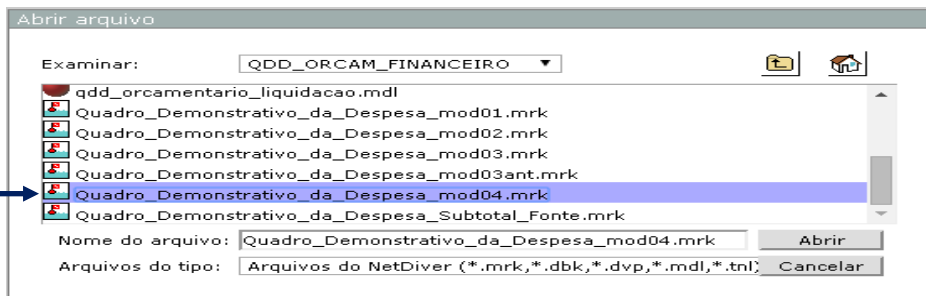 Abrir arquivo
Examinar: QDD_ORCAM_FINANCEIRO
qdd_orcamentario_liquidacao.mdl
Quadro_Demonstrativo_da_Despesa_mod01.mrk
Quadro_Demonstrativo_da_Despesa_mod02.mrk
Quadro_Demonstrativo_da_Despesa_mod03.mrk
Quadro_Demonstrativo_da_Despesa_mod03ant.mrk
Quadro_Demonstrativo_da_Despesa_mod04.mrk
Quadro_Demonstrativo_da_Despesa_Subtotal_Fonte.mrk
Nome do arquivo: Quadro_Demonstrativo_da_Despesa_mod04.mrk Abrir
Arquivos do tipo: Arquivos do NetDiver (*.mrk,*.dbk,*.dvp,*.mdl,*.tnl) Cancelar